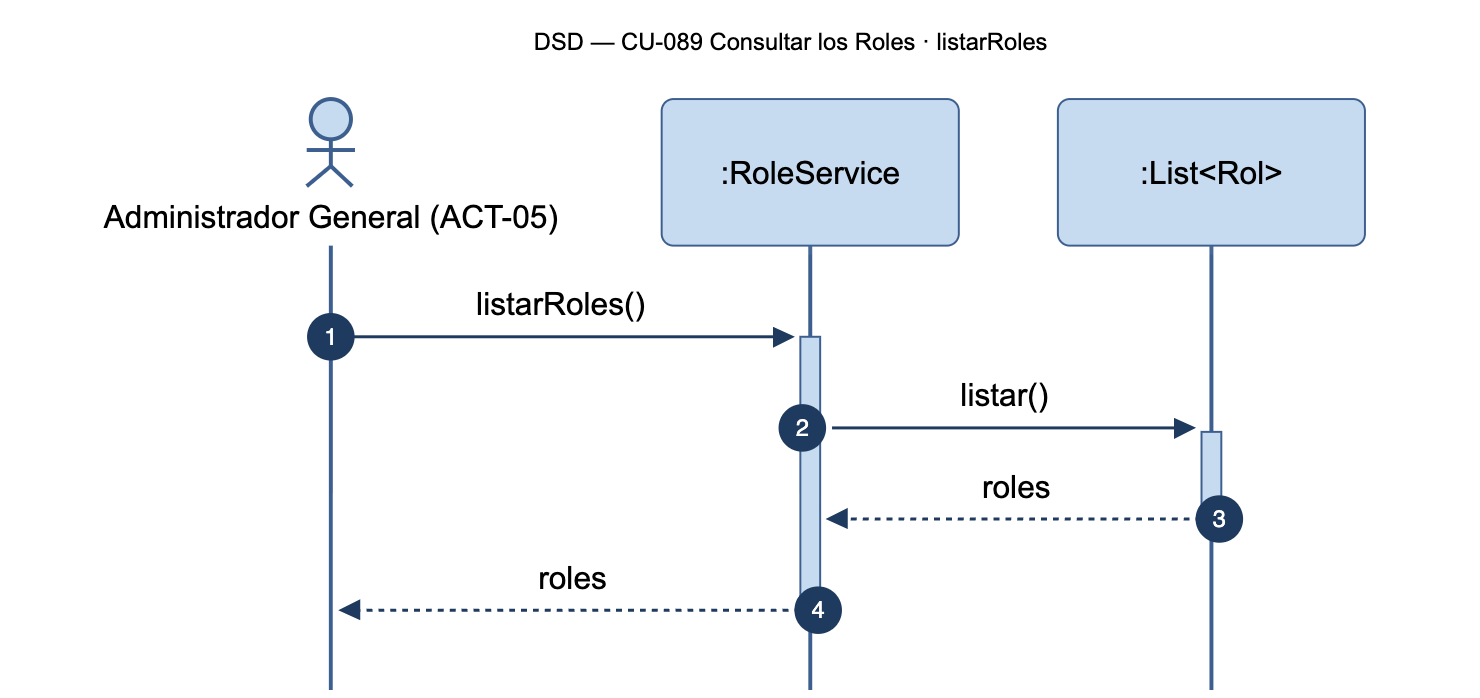 DSD — CU-089 Consultar los Roles · listarRoles
:RoleService
:List<Rol>
Administrador General (ACT-05)
listarRoles()
1
listar()
2
roles
3
roles
4